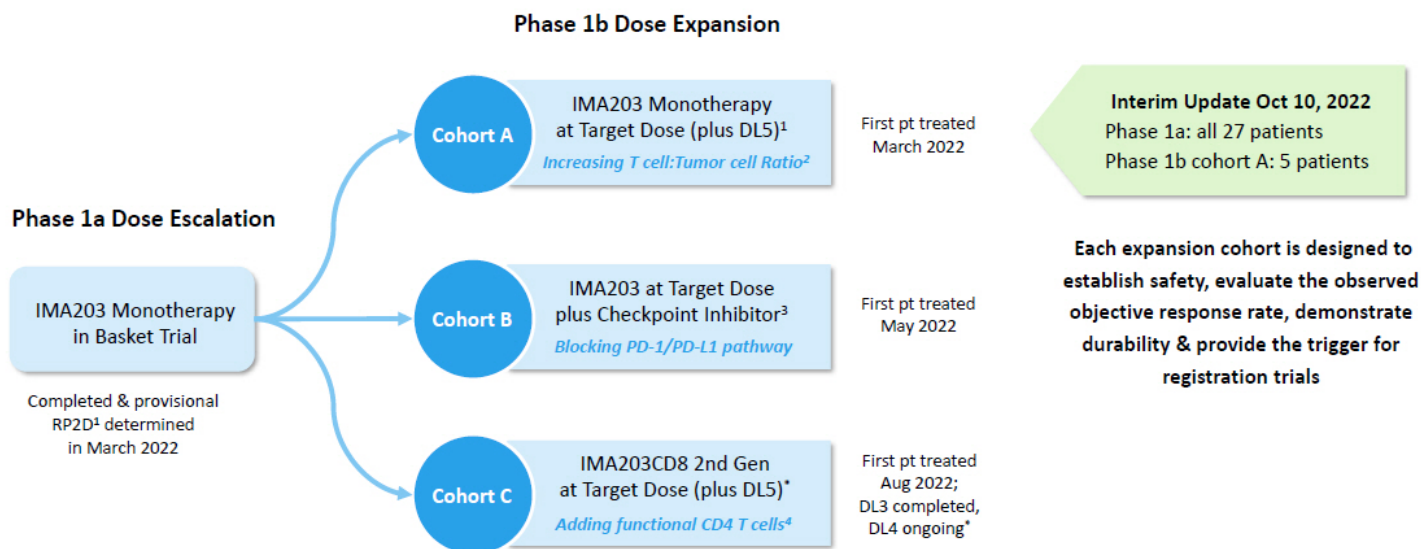 Phase 1b Dose Expansion
Cohort A
IMA203 Monotherapy
at Target Dose (plus DL5)¹
Increasing T cell:Tumor cell Ratio²
First pt treated
March 2022
Interim Update Oct 10, 2022
Phase 1a: all 27 patients
Phase 1b cohort A: 5 patients
Phase 1a Dose Escalation
IMA203 Monotherapy
in Basket Trial
Completed & provisional
RP2D¹ determined
in March 2022
Cohort B
IMA203 at Target Dose
plus Checkpoint Inhibitor³
Blocking PD-1/PD-L1 pathway
First pt treated
May 2022
Each expansion cohort is designed to
establish safety, evaluate the observed
objective response rate, demonstrate
durability & provide the trigger for
registration trials
Cohort C
IMA203CD8 2nd Gen
at Target Dose (plus DL5)*
Adding functional CD4 T cells⁴
First pt treated
Aug 2022;
DL3 completed,
DL4 ongoing*